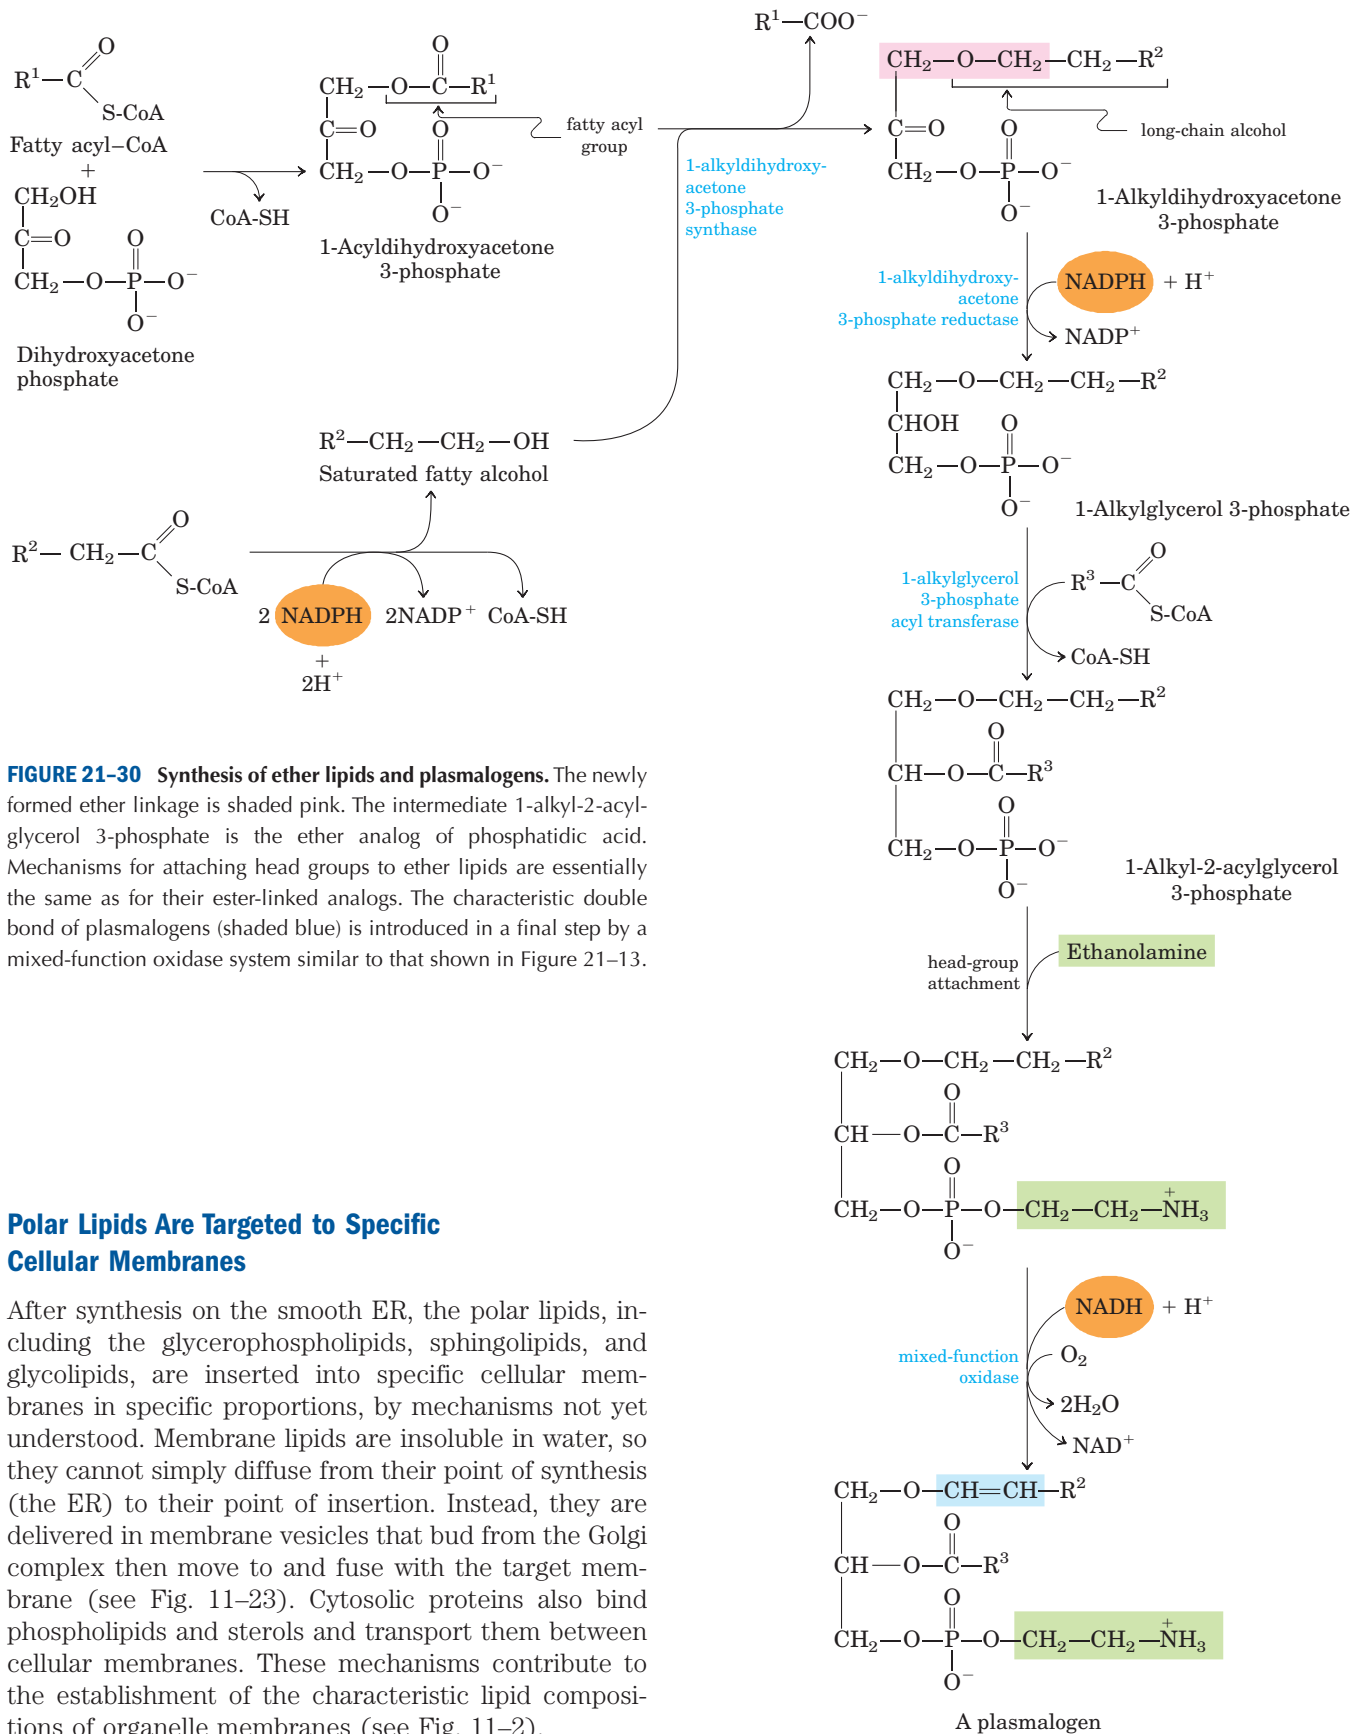 R¹—COO⁻
O
R¹—C
S-CoA
Fatty acyl–CoA
+
CH₂OH
C=O
O
CH₂—O—P—O⁻
O⁻
Dihydroxyacetone
phosphate
CoA-SH
O
CH₂—O—C—R¹
C=O
O
CH₂—O—P—O⁻
O⁻
1-Acyldihydroxyacetone
3-phosphate
fatty acyl
group
1-alkyldihydroxy-
acetone
3-phosphate
synthase
CH₂—O—CH₂—CH₂—R²
C=O
O
CH₂—O—P—O⁻
O⁻
long-chain alcohol
1-Alkyldihydroxyacetone
3-phosphate
R²—CH₂—CH₂—OH
Saturated fatty alcohol
O
R²—CH₂—C
S-CoA
2 NADPH
+
2H⁺
2NADP⁺
CoA-SH
1-alkyldihydroxy-
acetone
3-phosphate reductase
NADPH + H⁺
NADP⁺
CH₂—O—CH₂—CH₂—R²
CHOH
O
CH₂—O—P—O⁻
O⁻
1-Alkylglycerol 3-phosphate
1-alkylglycerol
3-phosphate
acyl transferase
O
R³—C
S-CoA
CoA-SH
CH₂—O—CH₂—CH₂—R²
O
CH—O—C—R³
O
CH₂—O—P—O⁻
O⁻
1-Alkyl-2-acylglycerol
3-phosphate
head-group
attachment
Ethanolamine
CH₂—O—CH₂—CH₂—R²
O
CH—O—C—R³
O
+
CH₂—O—P—O—CH₂—CH₂—NH₃
O⁻
NADH + H⁺
mixed-function
oxidase
O₂
2H₂O
NAD⁺
CH₂—O—CH=CH—R²
O
CH—O—C—R³
O
+
CH₂—O—P—O—CH₂—CH₂—NH₃
O⁻
A plasmalogen
FIGURE 21–30 Synthesis of ether lipids and plasmalogens. The newly
formed ether linkage is shaded pink. The intermediate 1-alkyl-2-acyl-
glycerol 3-phosphate is the ether analog of phosphatidic acid.
Mechanisms for attaching head groups to ether lipids are essentially
the same as for their ester-linked analogs. The characteristic double
bond of plasmalogens (shaded blue) is introduced in a final step by a
mixed-function oxidase system similar to that shown in Figure 21–13.
Polar Lipids Are Targeted to Specific
Cellular Membranes
After synthesis on the smooth ER, the polar lipids, in-
cluding the glycerophospholipids, sphingolipids, and
glycolipids, are inserted into specific cellular mem-
branes in specific proportions, by mechanisms not yet
understood. Membrane lipids are insoluble in water, so
they cannot simply diffuse from their point of synthesis
(the ER) to their point of insertion. Instead, they are
delivered in membrane vesicles that bud from the Golgi
complex then move to and fuse with the target mem-
brane (see Fig. 11–23). Cytosolic proteins also bind
phospholipids and sterols and transport them between
cellular membranes. These mechanisms contribute to
the establishment of the characteristic lipid composi-
tions of organelle membranes (see Fig. 11–2).